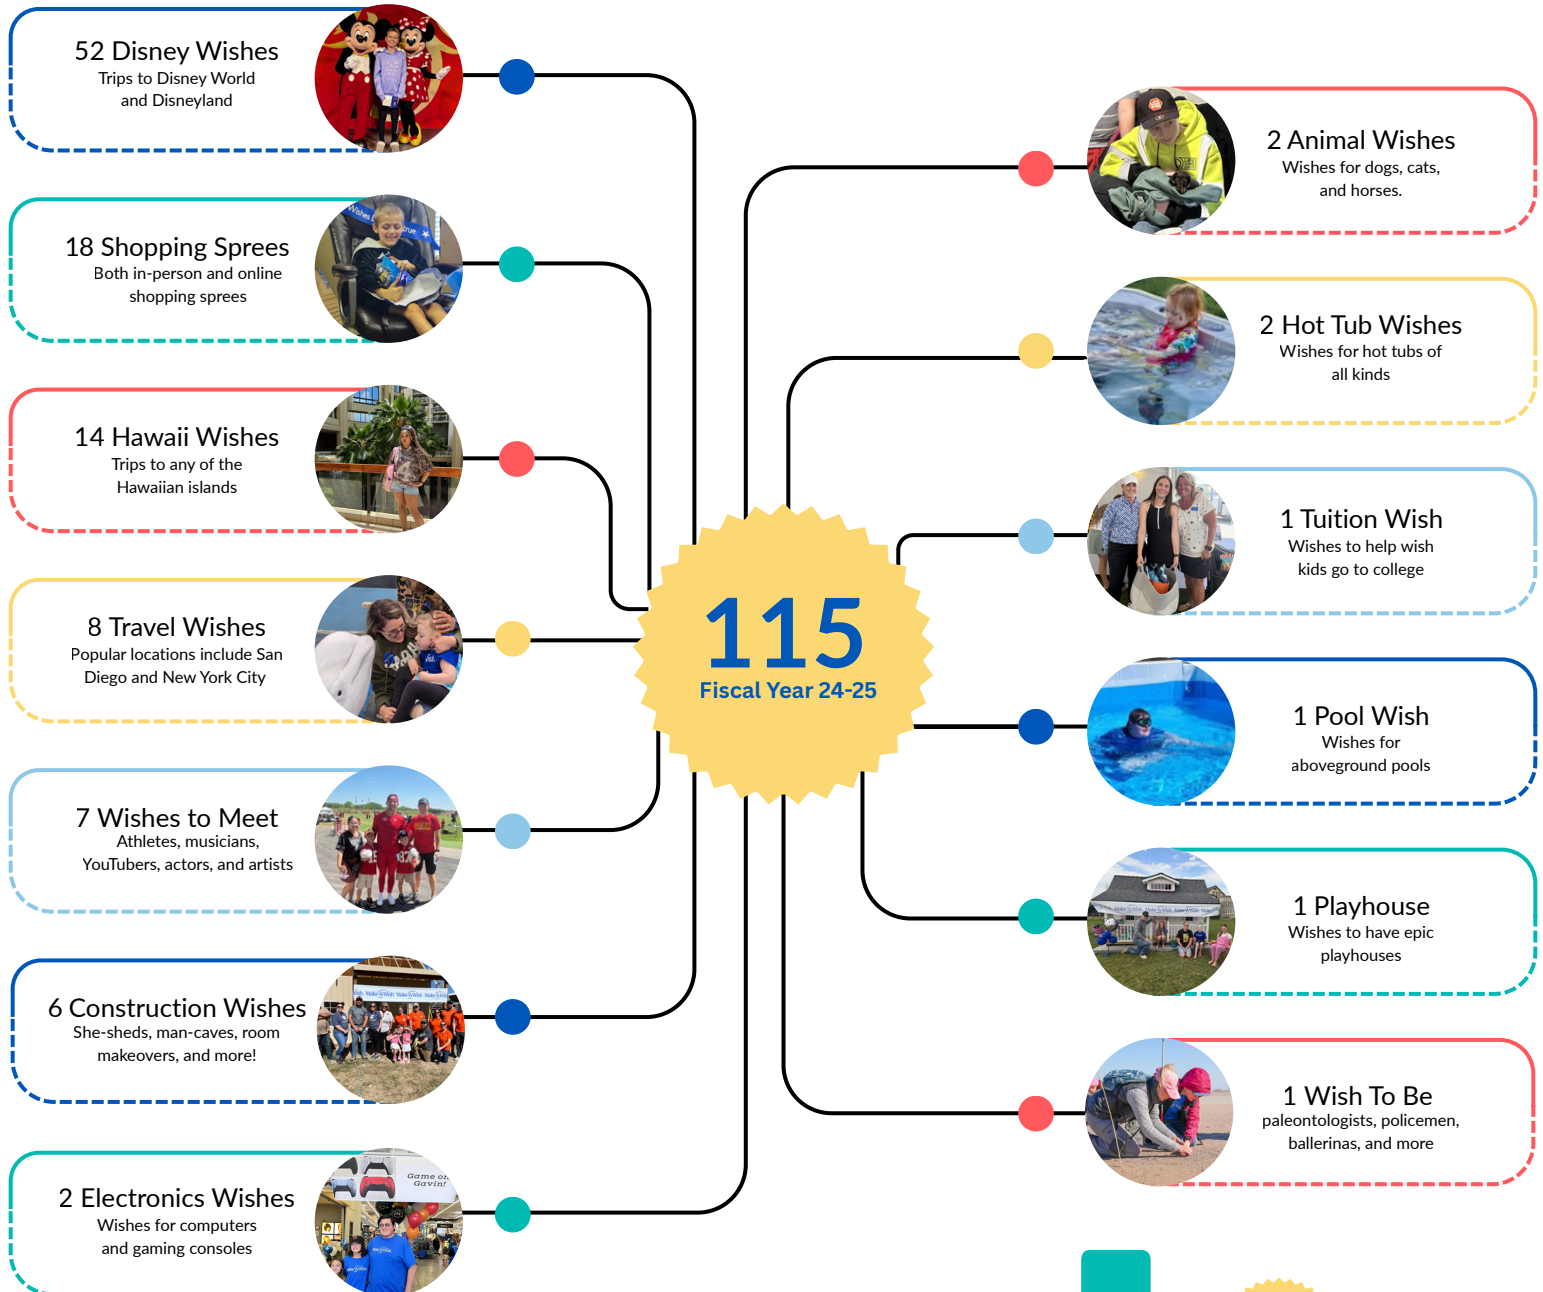 52 Disney Wishes
Trips to Disney World
and Disneyland
18 Shopping Sprees
Both in-person and online
shopping sprees
14 Hawaii Wishes
Trips to any of the
Hawaiian islands
8 Travel Wishes
Popular locations include San
Diego and New York City
7 Wishes to Meet
Athletes, musicians,
YouTubers, actors, and artists
6 Construction Wishes
She-sheds, man-caves, room
makeovers, and more!
2 Electronics Wishes
Wishes for computers
and gaming consoles
Game on
Gavin!
115
Fiscal Year 24-25
2 Animal Wishes
Wishes for dogs, cats,
and horses.
2 Hot Tub Wishes
Wishes for hot tubs of
all kinds
1 Tuition Wish
Wishes to help wish
kids go to college
1 Pool Wish
Wishes for
aboveground pools
1 Playhouse
Wishes to have epic
playhouses
1 Wish To Be
paleontologists, policemen,
ballerinas, and more